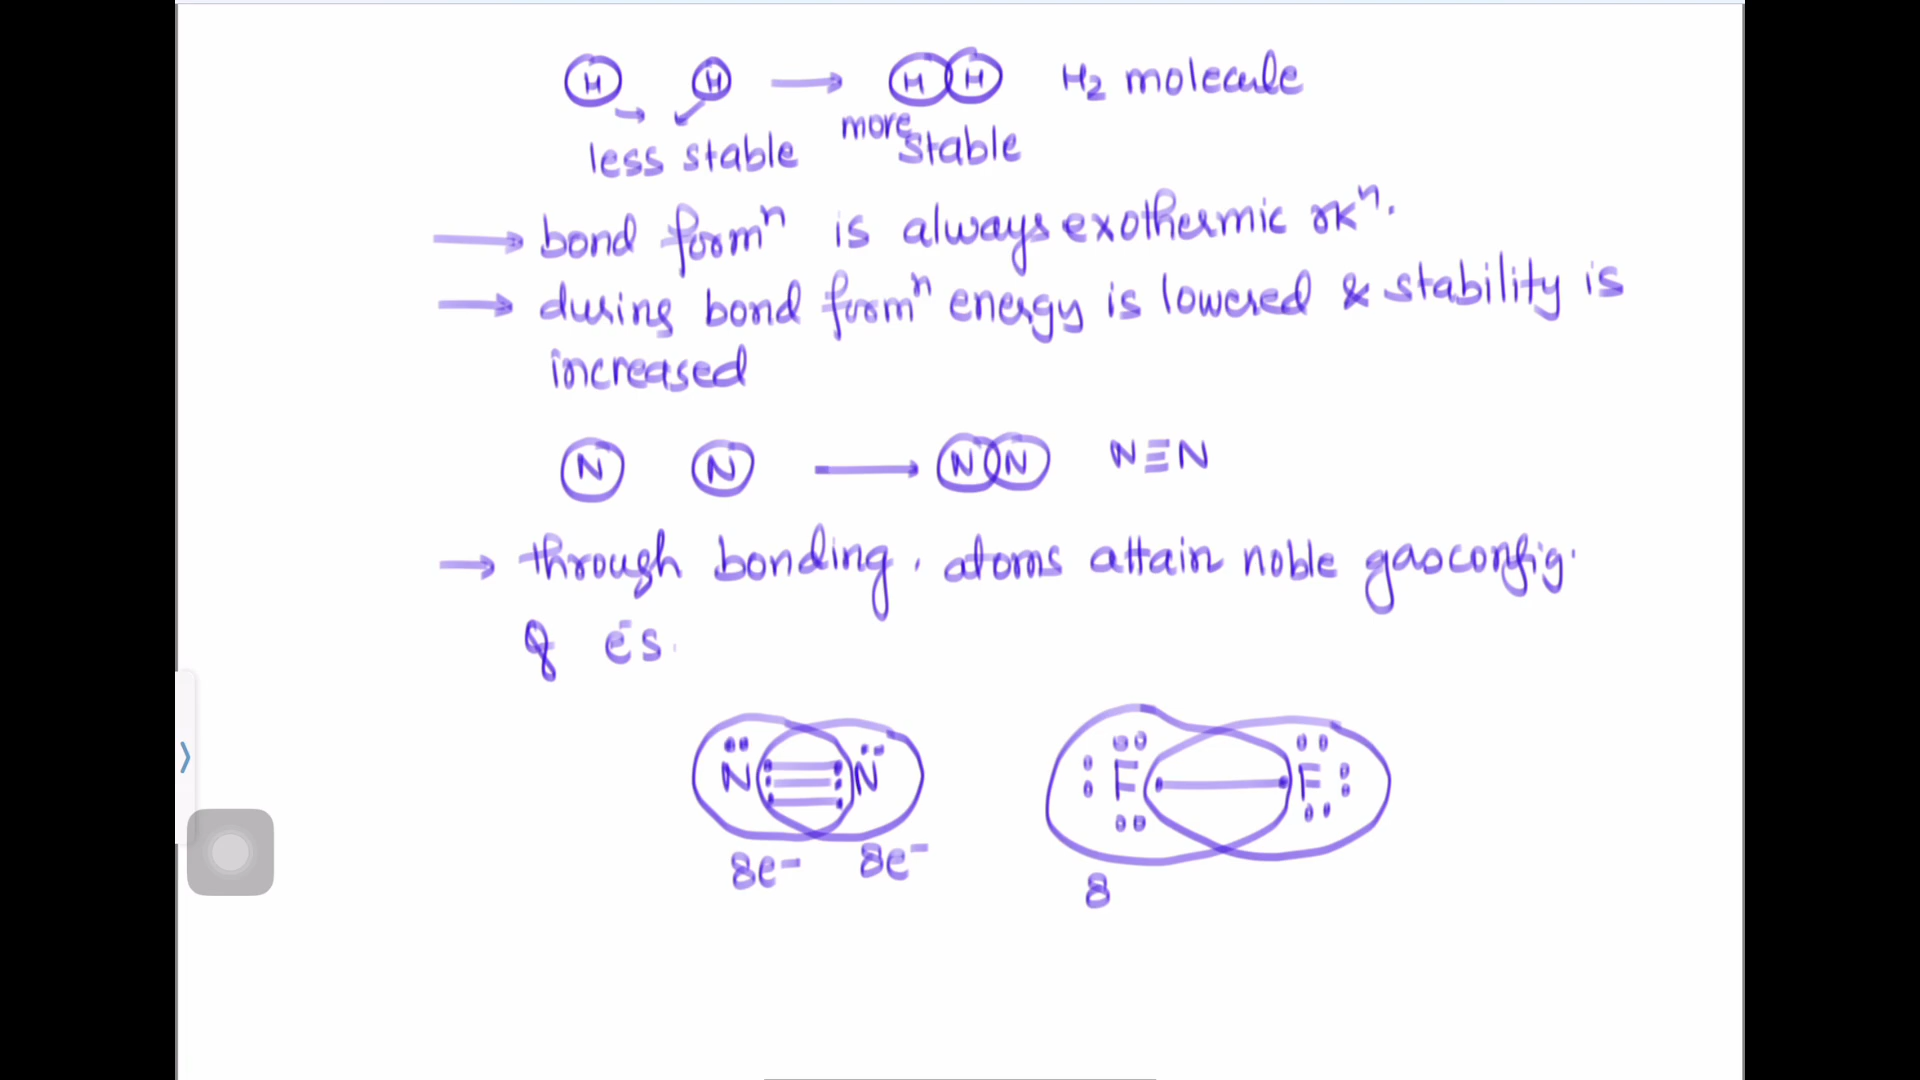 H H → H H H₂ molecule
less stable more stable
→ bond formⁿ is always exothermic rxⁿ.
→ during bond formⁿ energy is lowered & stability is
increased
N N → N N N≡N
→ through bonding, atoms attain noble gas config.
of e⁻s.
N N F F
8e⁻ 8e⁻ 8